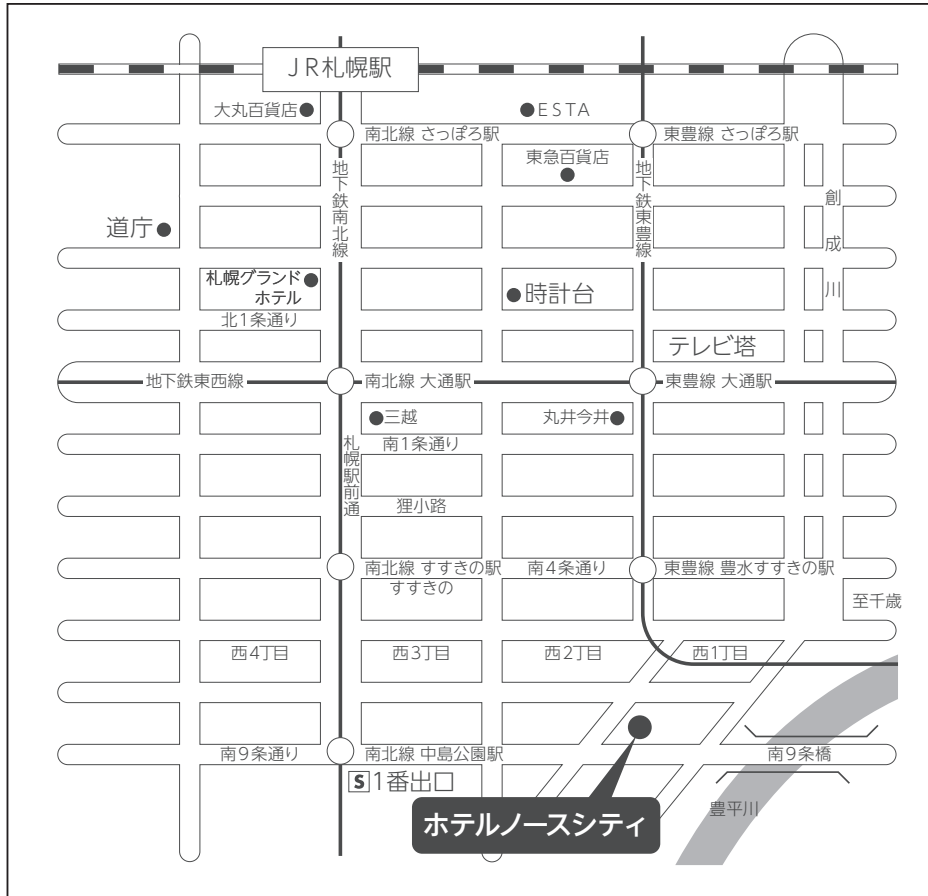 JR札幌駅
大丸百貨店
ESTA
南北線 さっぽろ駅
東豊線 さっぽろ駅
東急百貨店
地下鉄南北線
地下鉄東豊線
創成川
道庁
札幌グランド
ホテル
時計台
北1条通り
テレビ塔
地下鉄東西線
南北線 大通駅
東豊線 大通駅
三越
丸井今井
南1条通り
札幌駅前通
狸小路
南北線 すすきの駅
南4条通り
東豊線 豊水すすきの駅
すすきの
至千歳
西4丁目
西3丁目
西2丁目
西1丁目
南9条通り
南北線 中島公園駅
南9条橋
S1番出口
豊平川
ホテルノースシティ